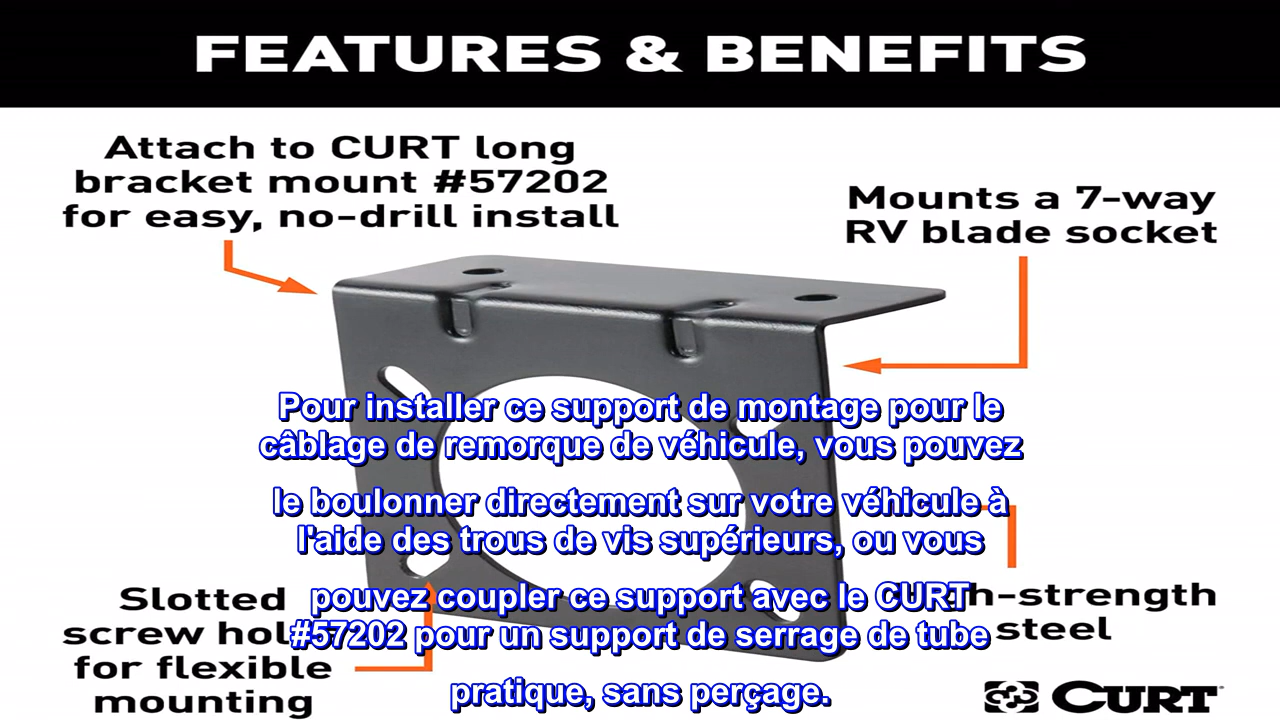 FEATURES & BENEFITS
Attach to CURT long
bracket mount #57202
for easy, no-drill install
Mounts a 7-way
RV blade socket
Pour installer ce support de montage pour le
câblage de remorque de véhicule, vous pouvez
le boulonner directement sur votre véhicule à
l'aide des trous de vis supérieurs, ou vous
pouvez coupler ce support avec le CURT
#57202 pour un support de serrage de tube
pratique, sans perçage.
Slotted
screw
for flexible
mounting
steel
CURT